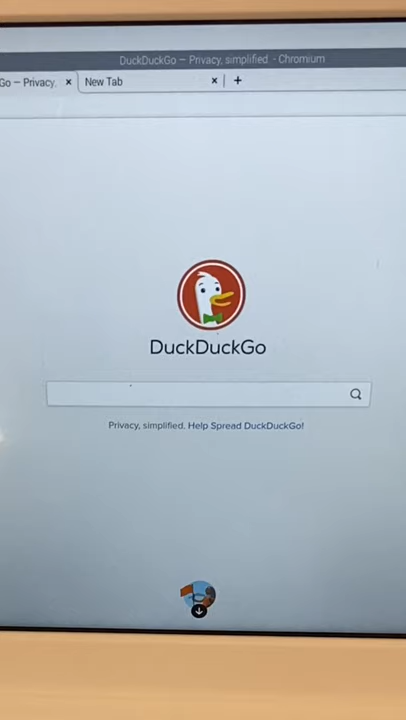 DuckDuckGo — Privacy, simplified. - Chromium
Go — Privacy,
New Tab
DuckDuckGo
Privacy, simplified. Help Spread DuckDuckGo!